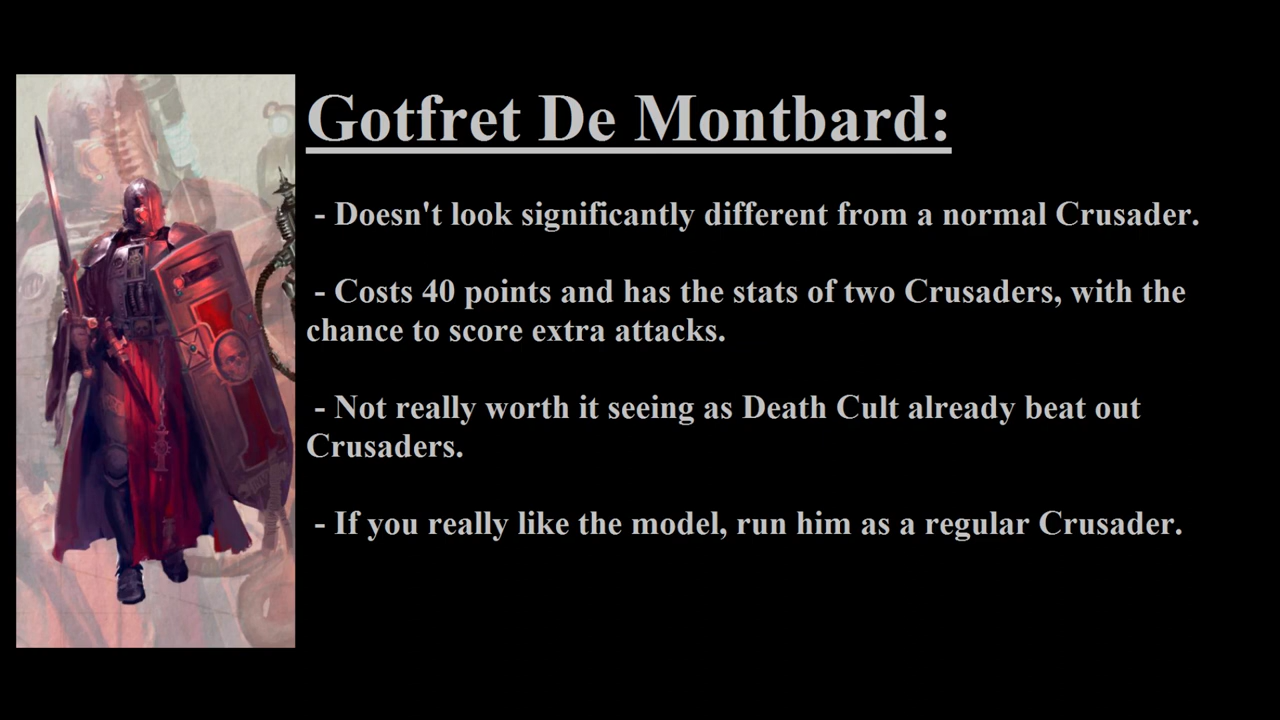 Gotfret De Montbard:
- Doesn't look significantly different from a normal Crusader.
- Costs 40 points and has the stats of two Crusaders, with the
chance to score extra attacks.
- Not really worth it seeing as Death Cult already beat out
Crusaders.
- If you really like the model, run him as a regular Crusader.